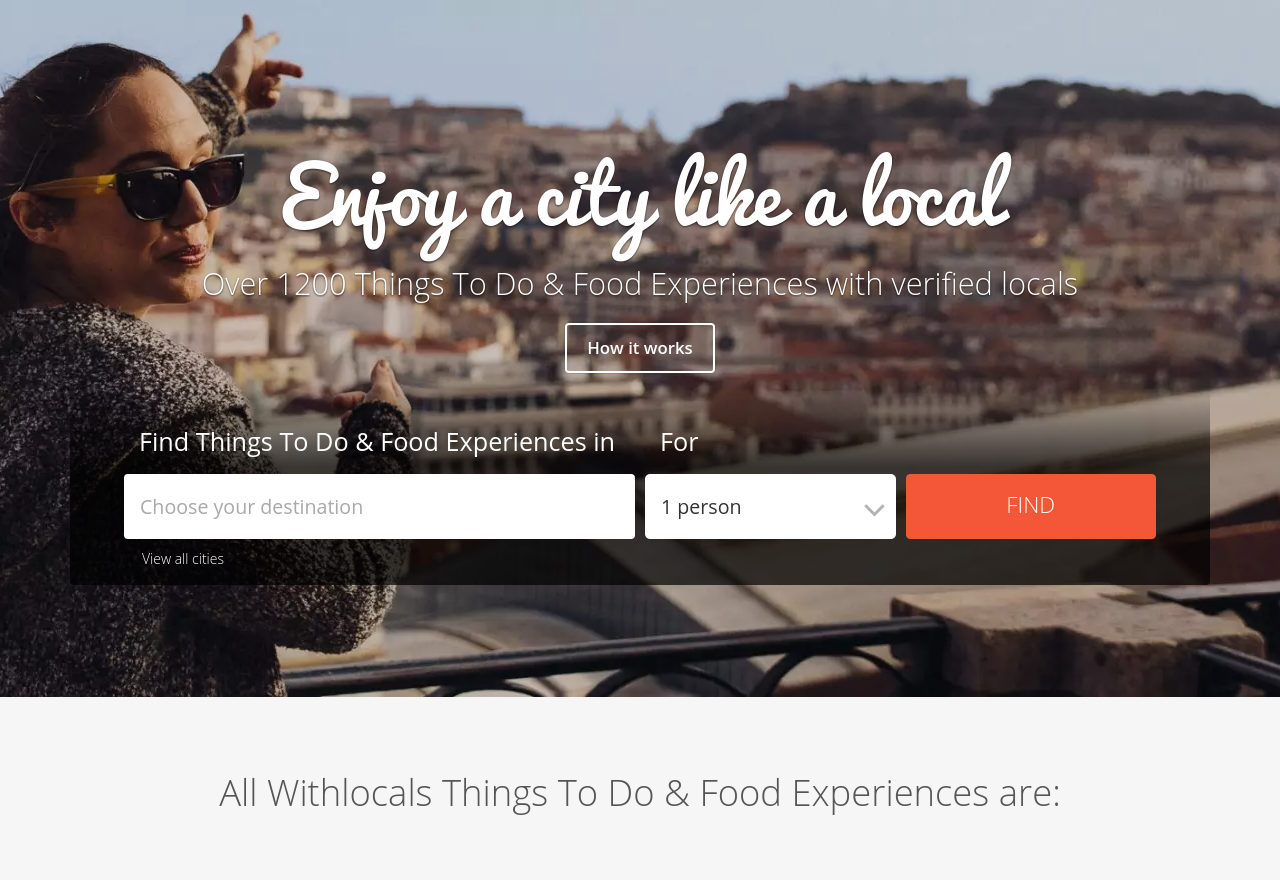 Enjoy a city like a local
Over 1200 Things To Do & Food Experiences with verified locals
How it works
Find Things To Do & Food Experiences in
For
Choose your destination
1 person
FIND
View all cities
All Withlocals Things To Do & Food Experiences are: